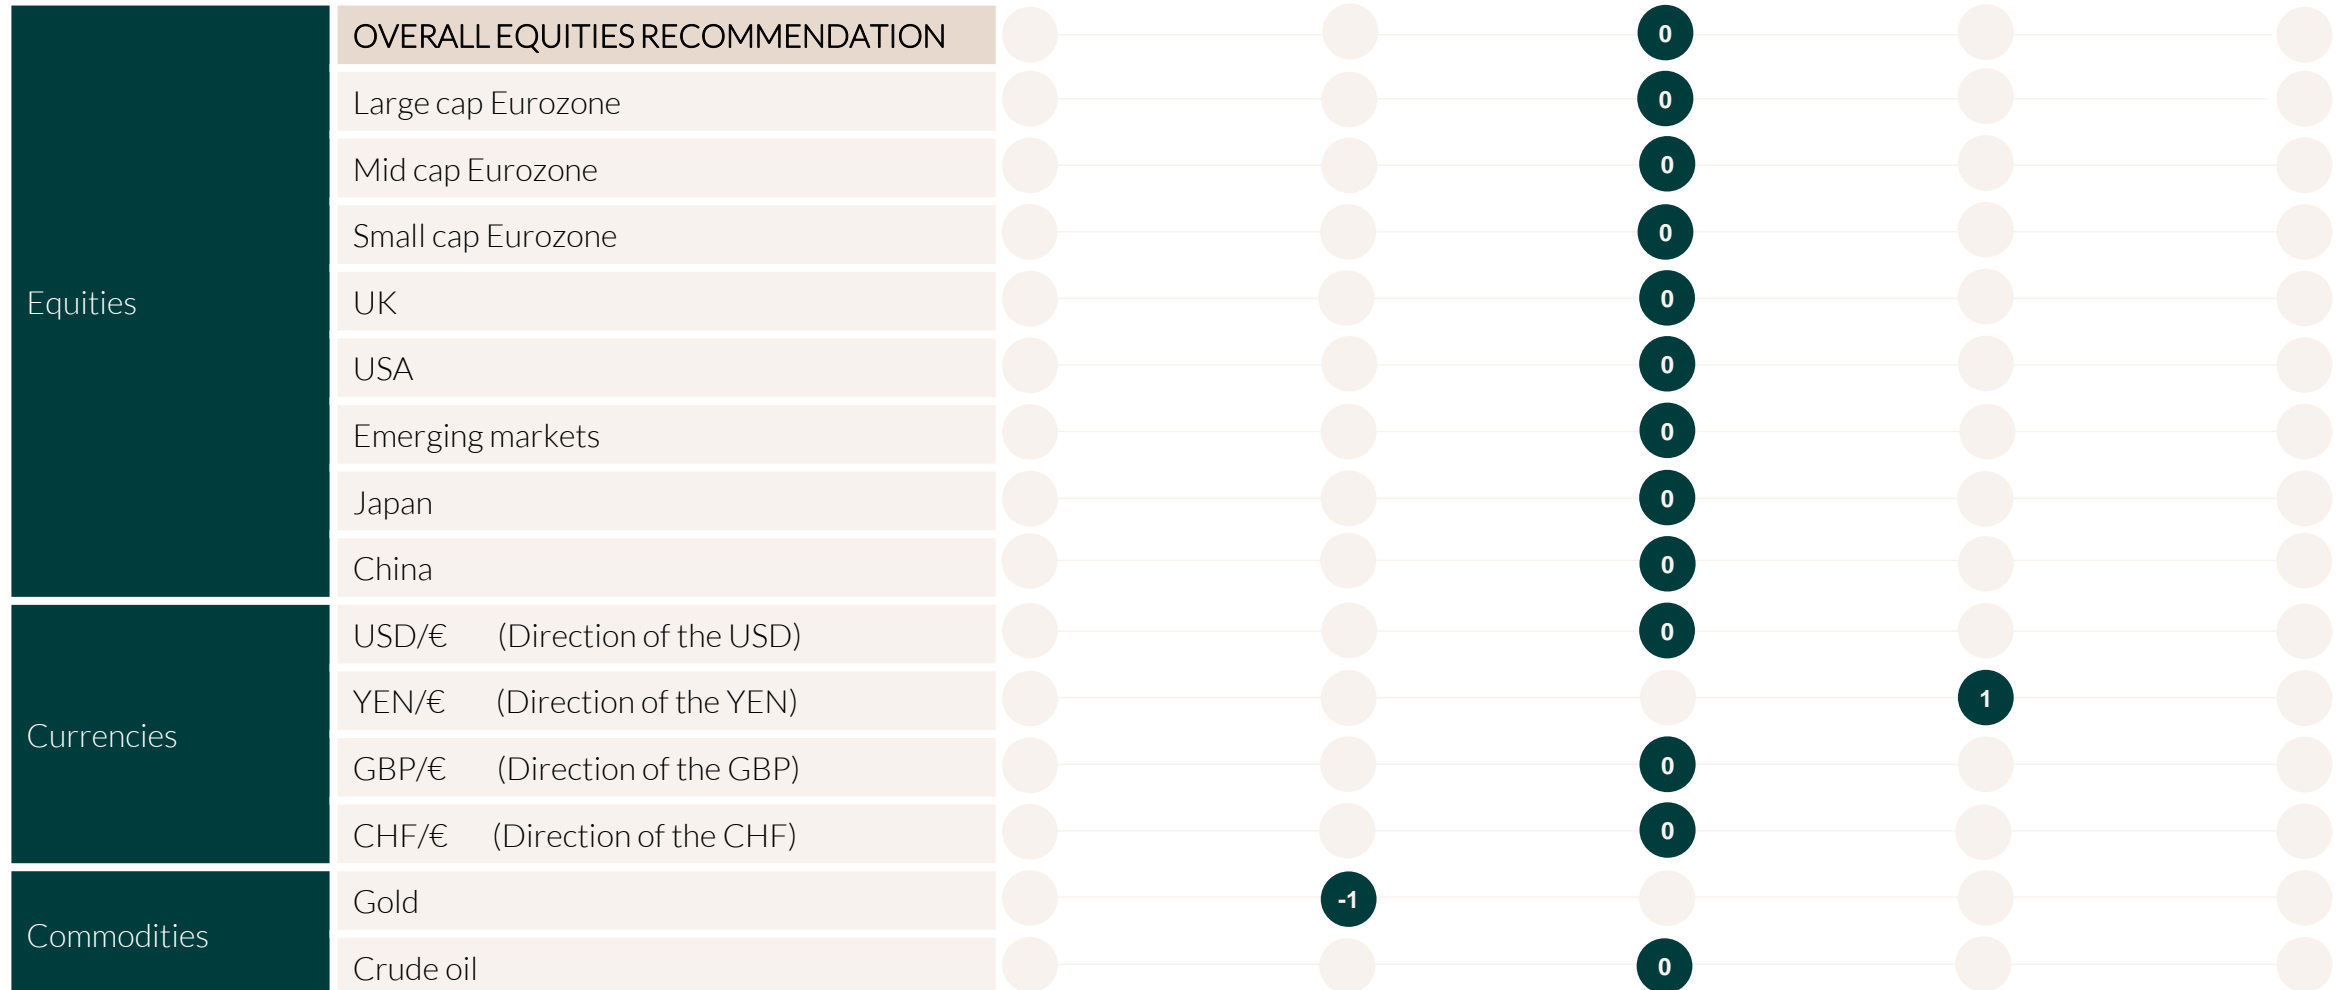 OVERALL EQUITIES RECOMMENDATION 0
Large cap Eurozone 0
Mid cap Eurozone 0
Small cap Eurozone 0
Equities
UK 0
USA 0
Emerging markets 0
Japan 0
China 0
USD/€ (Direction of the USD) 0
YEN/€ (Direction of the YEN) 1
Currencies
GBP/€ (Direction of the GBP) 0
CHF/€ (Direction of the CHF) 0
Gold -1
Commodities
Crude oil 0